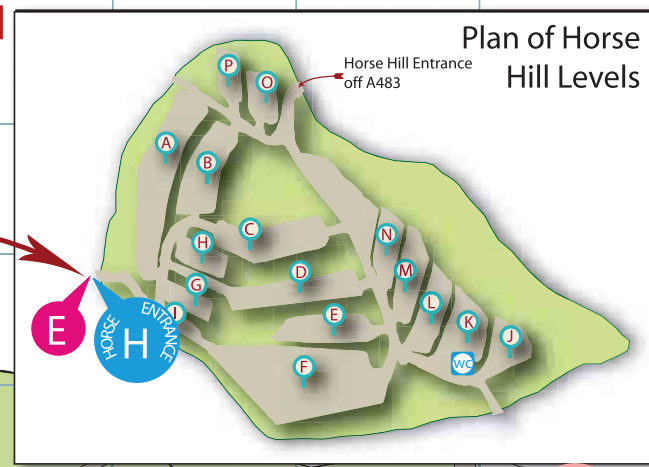 Plan of Horse
Hill Levels
Horse Hill Entrance
off A483
P
O
A
B
C
H
N
D
M
G
L
I
E
K
J
F
WC
E
HORSE ENTRANCE
H